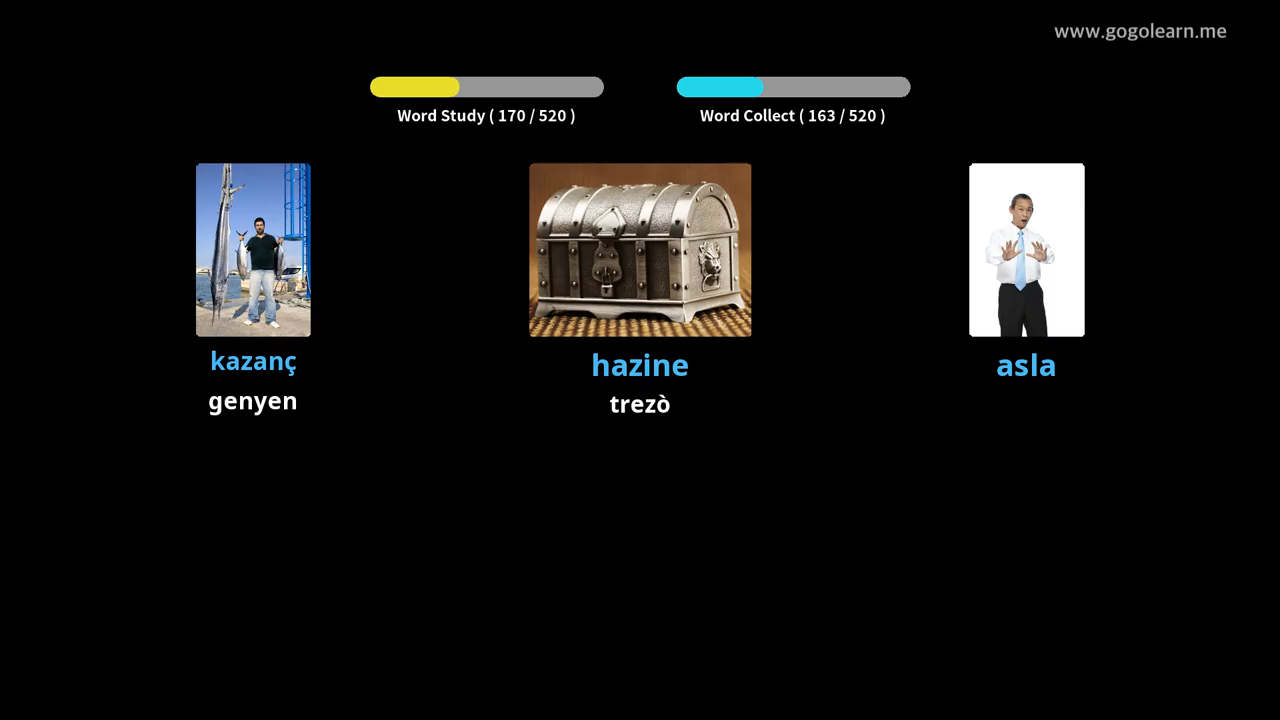 www.gogolearn.me
Word Study ( 170 / 520 )
Word Collect ( 163 / 520 )
kazanç
hazine
asla
genyen
trezò